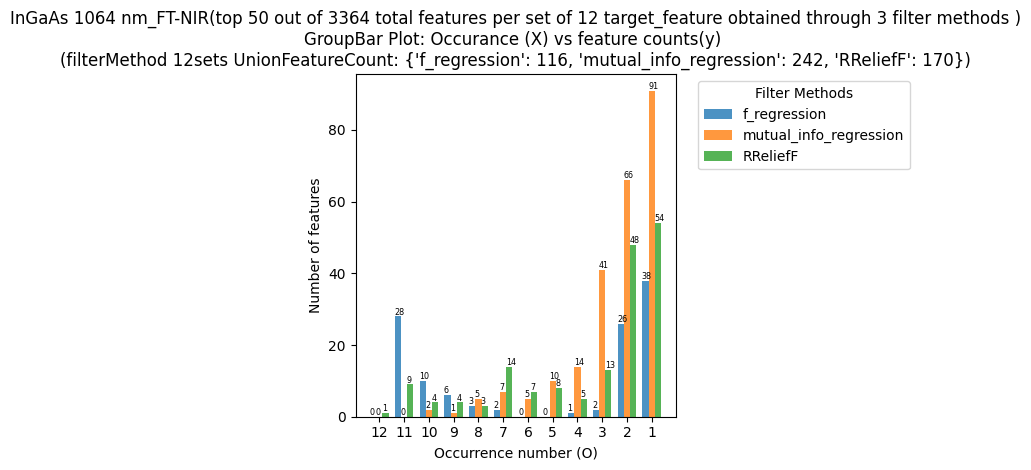 InGaAs 1064 nm_FT-NIR(top 50 out of 3364 total features per set of 12 target_feature obtained through 3 filter methods )
GroupBar Plot: Occurance (X) vs feature counts(y)
(filterMethod 12sets UnionFeatureCount: {'f_regression': 116, 'mutual_info_regression': 242, 'RReliefF': 170})
Filter Methods
f_regression
mutual_info_regression
RReliefF
Number of features
80
60
40
20
0
0 0 1
28 0 9
10 2 4
6 1 4
3 5 3
2 7 14
0 5 7
0 10 8
1 14 5
2 41 13
26 66 48
38 91 54
12 11 10 9 8 7 6 5 4 3 2 1
Occurrence number (O)